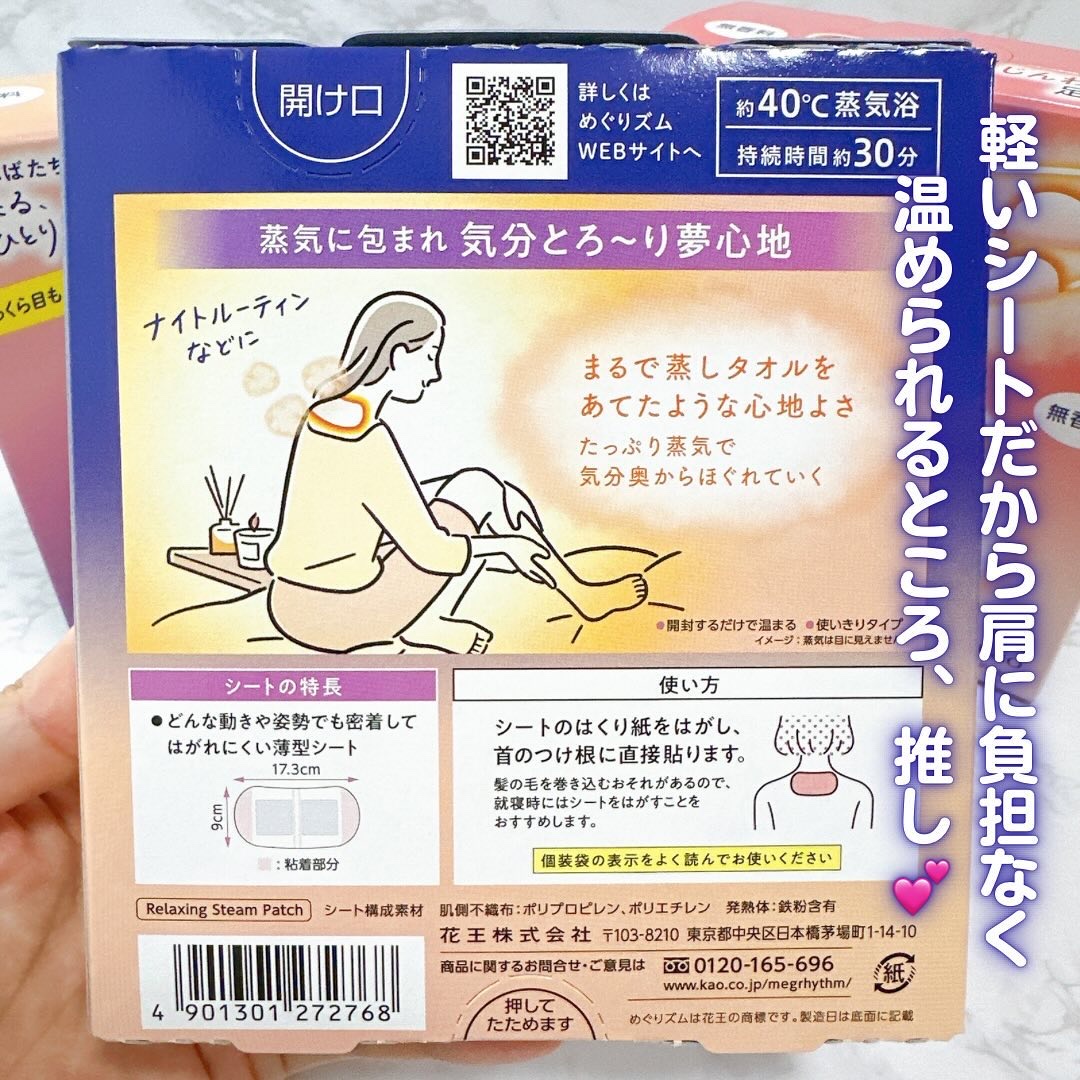 開け口
詳しくは
めぐりズム
WEBサイトへ
約40℃蒸気浴
持続時間 約30分
蒸気に包まれ 気分とろ〜り夢心地
ナイトルーティン
などに
まるで蒸しタオルを
あてたような心地よさ
たっぷり蒸気で
気分奥からほぐれていく
●開封するだけで温まる ●使いきりタイプ
イメージ:蒸気は目に見えません
シートの特長
●どんな動きや姿勢でも密着して
はがれにくい薄型シート
17.3cm
9cm
:粘着部分
使い方
シートのはくり紙をはがし、
首のつけ根に直接貼ります。
髪の毛を巻き込むおそれがあるので、
就寝時にはシートをはがすことを
おすすめします。
個装袋の表示をよく読んでお使いください
Relaxing Steam Patch シート構成素材 肌側不織布:ポリプロピレン、ポリエチレン 発熱体:鉄粉含有
花王株式会社 〒103-8210 東京都中央区日本橋茅場町1-14-10
商品に関するお問合せ・ご意見は 0120-165-696
www.kao.co.jp/megrhythm/
紙
4 901301 272768
押して
たためます
めぐりズムは花王の商標です。製造日は底面に記載
軽いシートだから肩に負担なく
温められるところ、推し💕
ばたち
る、
ひとり
くら目も
無香料
じんわ
無香